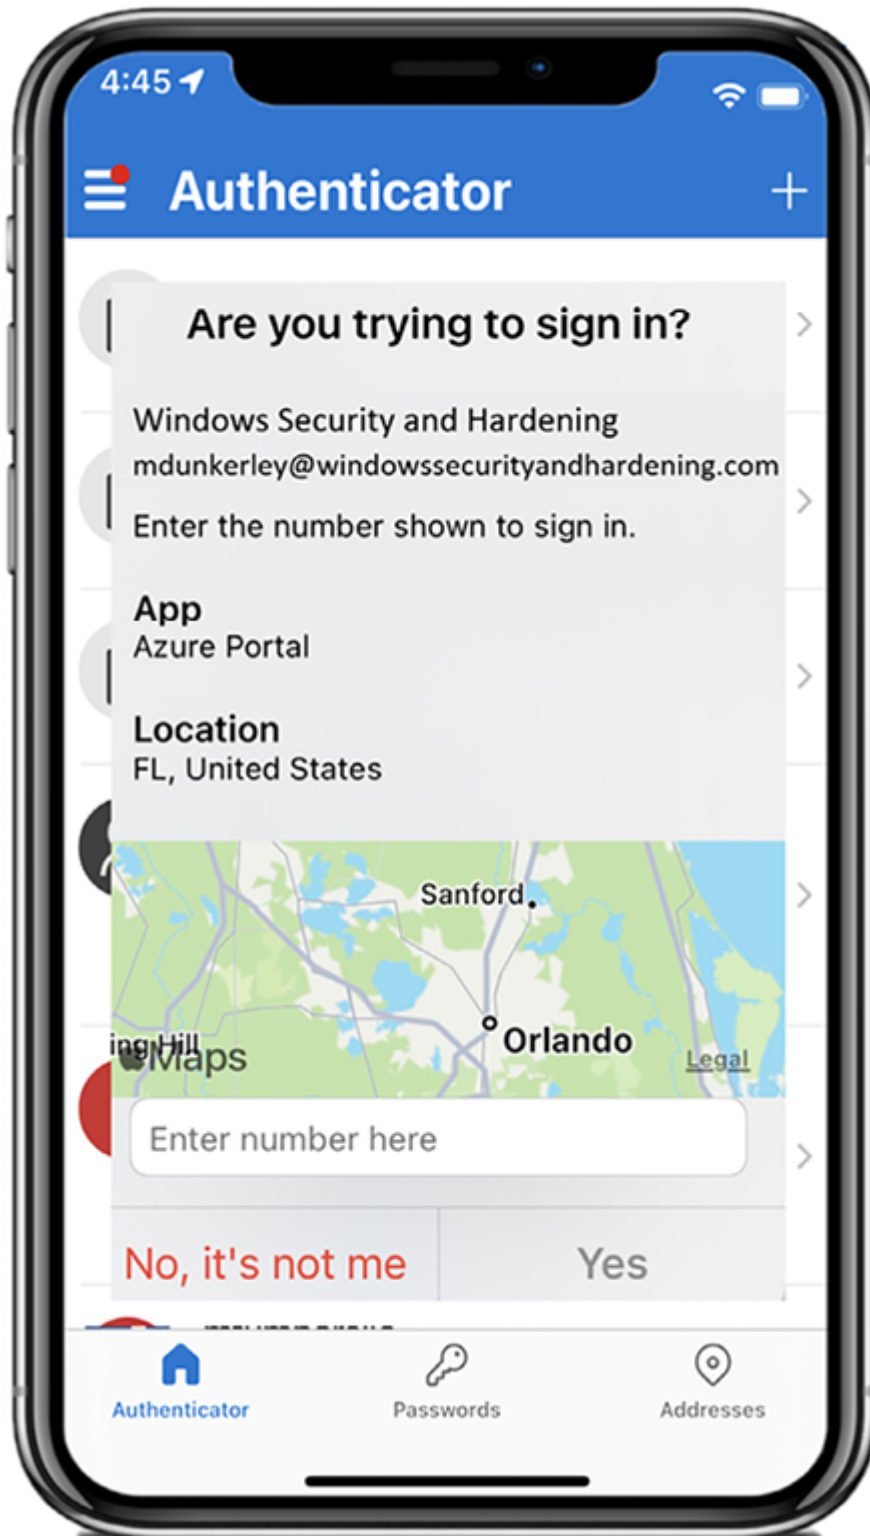 4:45
Authenticator
Are you trying to sign in?
Windows Security and Hardening
mdunkerley@windowssecurityandhardening.com
Enter the number shown to sign in.
App
Azure Portal
Location
FL, United States
Sanford
Orlando
ing Hill
Maps
Legal
Enter number here
No, it's not me
Yes
Authenticator
Passwords
Addresses